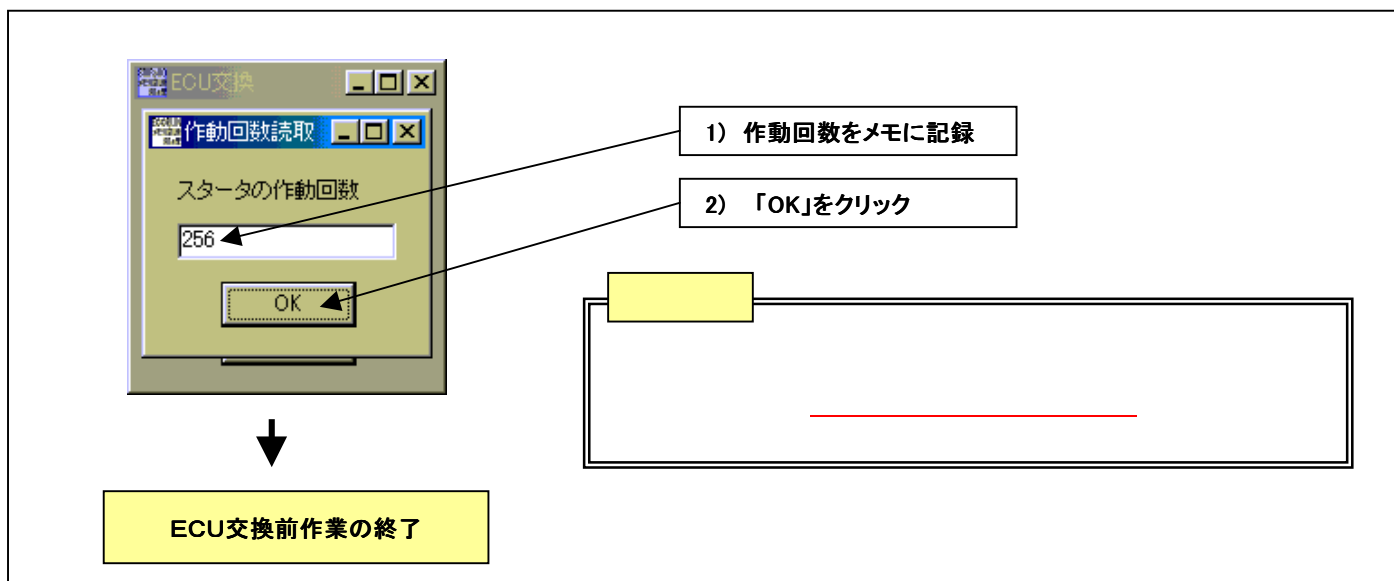 ECU交換
作動回数読取
スタータの作動回数
256
OK
1) 作動回数をメモに記録
2) 「OK」をクリック
ECU交換前作業の終了